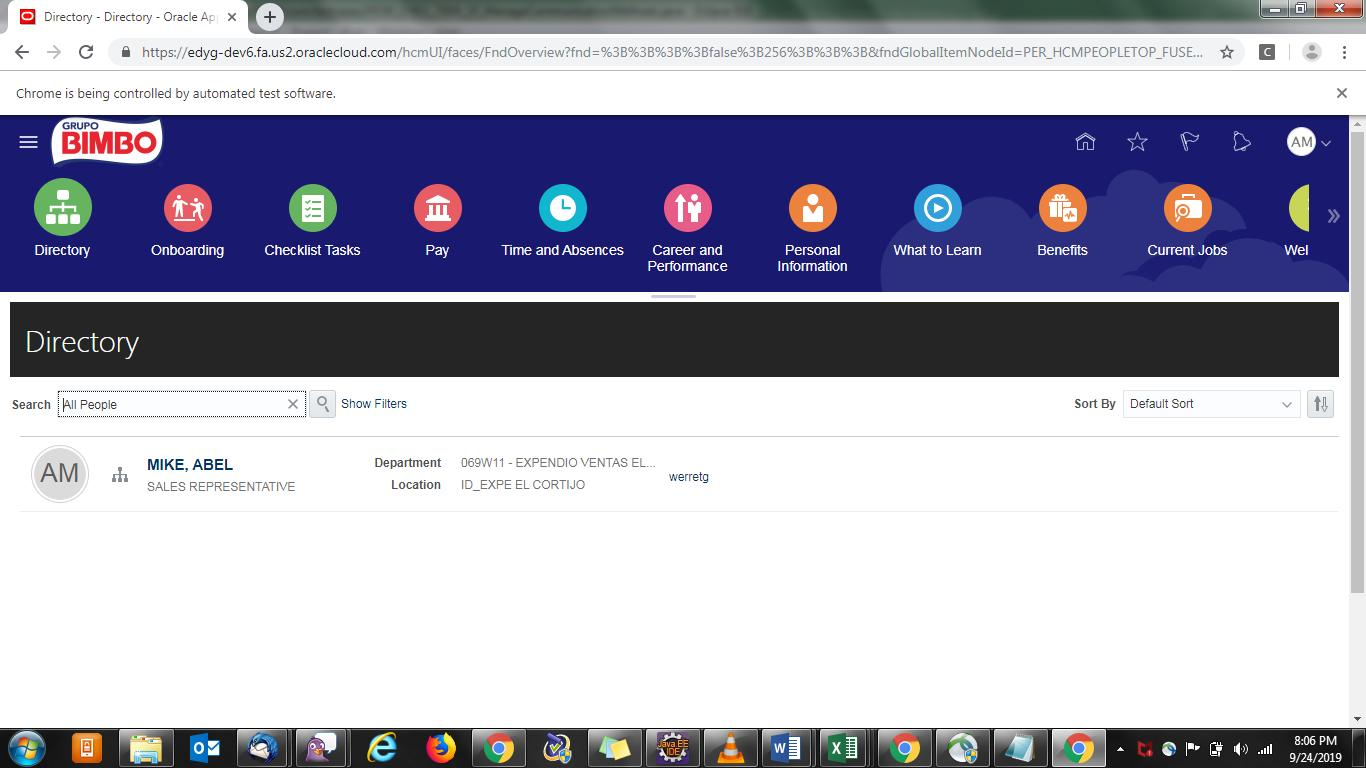 Directory - Directory - Oracle Ap
https://edyg-dev6.fa.us2.oraclecloud.com/hcmUI/faces/FndOverview?fnd=%3B%3B%3B%3Bfalse%3B256%3B%3B%3B&fndGlobalItemNodeId=PER_HCMPEOPLETOP_FUSE...
C
Chrome is being controlled by automated test software.
GRUPO
BIMBO
AM
Directory
Onboarding
Checklist Tasks
Pay
Time and Absences
Career and Performance
Personal Information
What to Learn
Benefits
Current Jobs
Wel
Directory
Search All People Show Filters Sort By Default Sort
AM
MIKE, ABEL
SALES REPRESENTATIVE
Department 069W11 - EXPENDIO VENTAS EL...
Location ID_EXPE EL CORTIJO
werretg
Java EE
IDE
8:06 PM
9/24/2019